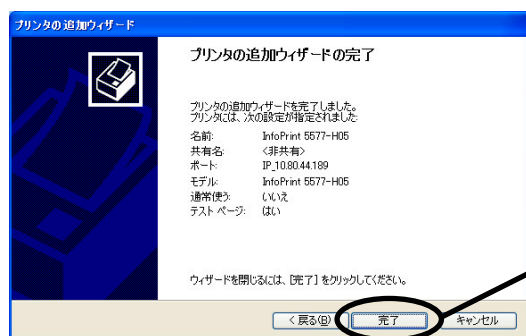 プリンタの追加ウィザード
プリンタの追加ウィザードの完了
プリンタの追加ウィザードを完了しました。
プリンタには、次の設定が指定されました:
名前: InfoPrint 5577-H05
共有名: <非共有>
ポート: IP_10.80.44.189
モデル: InfoPrint 5577-H05
通常使う: いいえ
テスト ページ: はい
ウィザードを閉じるには、[完了] をクリックしてください。
< 戻る(B) 完了 キャンセル